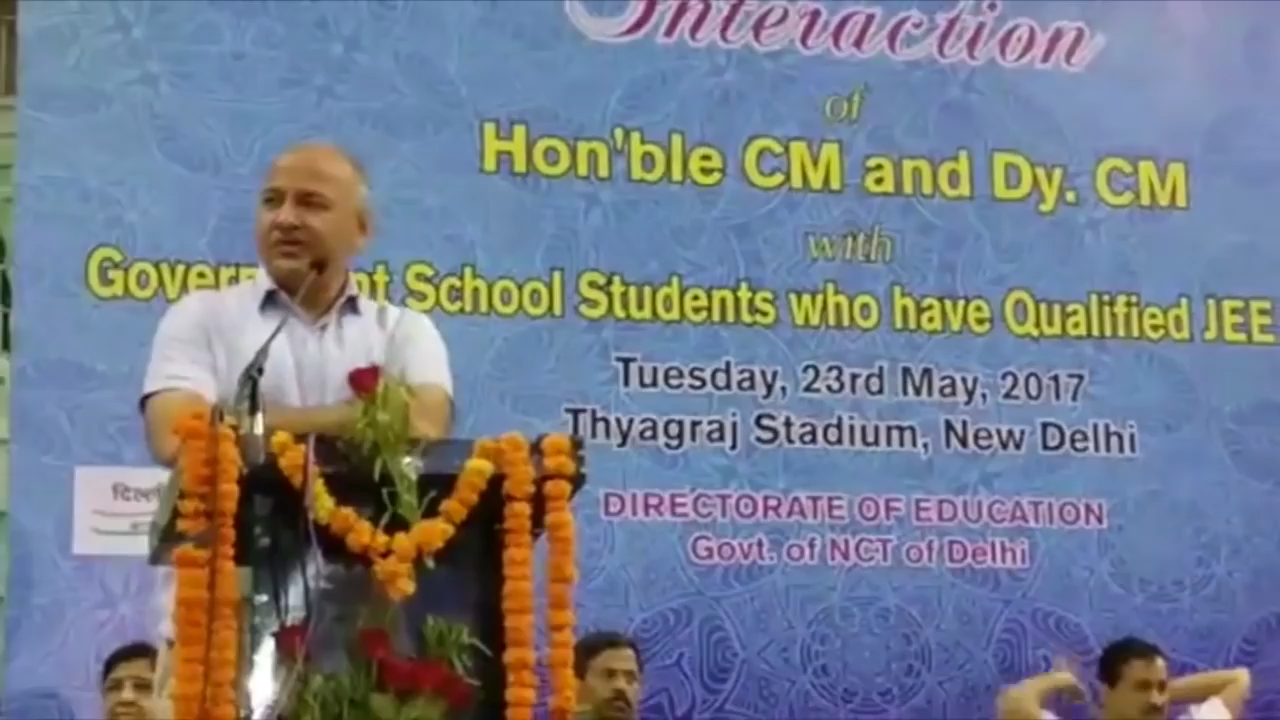 Interaction
of
Hon'ble CM and Dy. CM
with
Government School Students who have Qualified JEE
Tuesday, 23rd May, 2017
Thyagraj Stadium, New Delhi
DIRECTORATE OF EDUCATION
Govt. of NCT of Delhi